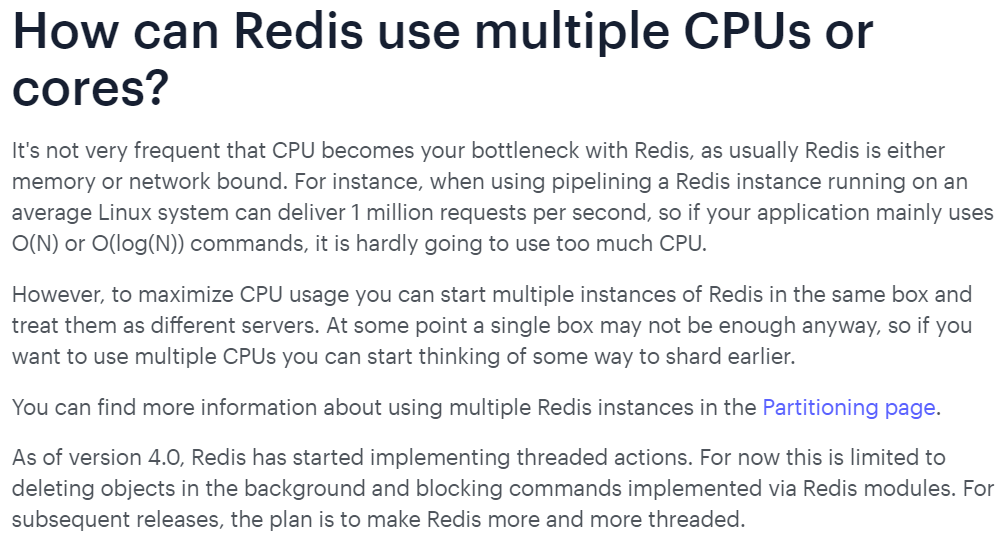 How can Redis use multiple CPUs or
cores?
It's not very frequent that CPU becomes your bottleneck with Redis, as usually Redis is either
memory or network bound. For instance, when using pipelining a Redis instance running on an
average Linux system can deliver 1 million requests per second, so if your application mainly uses
O(N) or O(log(N)) commands, it is hardly going to use too much CPU.
However, to maximize CPU usage you can start multiple instances of Redis in the same box and
treat them as different servers. At some point a single box may not be enough anyway, so if you
want to use multiple CPUs you can start thinking of some way to shard earlier.
You can find more information about using multiple Redis instances in the Partitioning page.
As of version 4.0, Redis has started implementing threaded actions. For now this is limited to
deleting objects in the background and blocking commands implemented via Redis modules. For
subsequent releases, the plan is to make Redis more and more threaded.